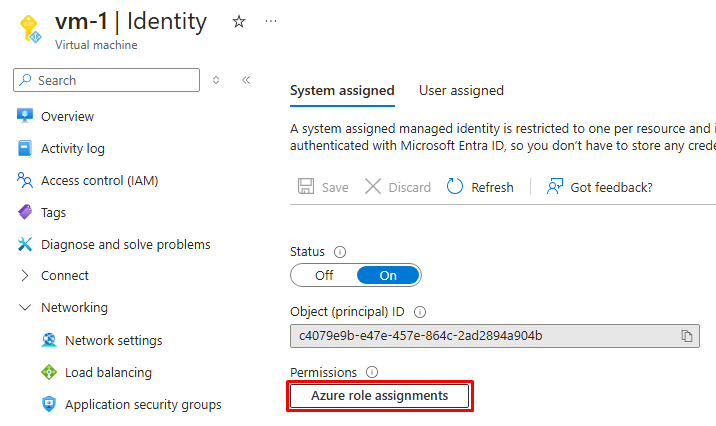 vm-1 | Identity
Virtual machine
Search
Overview
Activity log
Access control (IAM)
Tags
Diagnose and solve problems
Connect
Networking
Network settings
Load balancing
Application security groups
System assigned
User assigned
A system assigned managed identity is restricted to one per resource and i
authenticated with Microsoft Entra ID, so you don't have to store any crede
Save
Discard
Refresh
Got feedback?
Status
Off
On
Object (principal) ID
c4079e9b-e47e-457e-864c-2ad2894a904b
Permissions
Azure role assignments